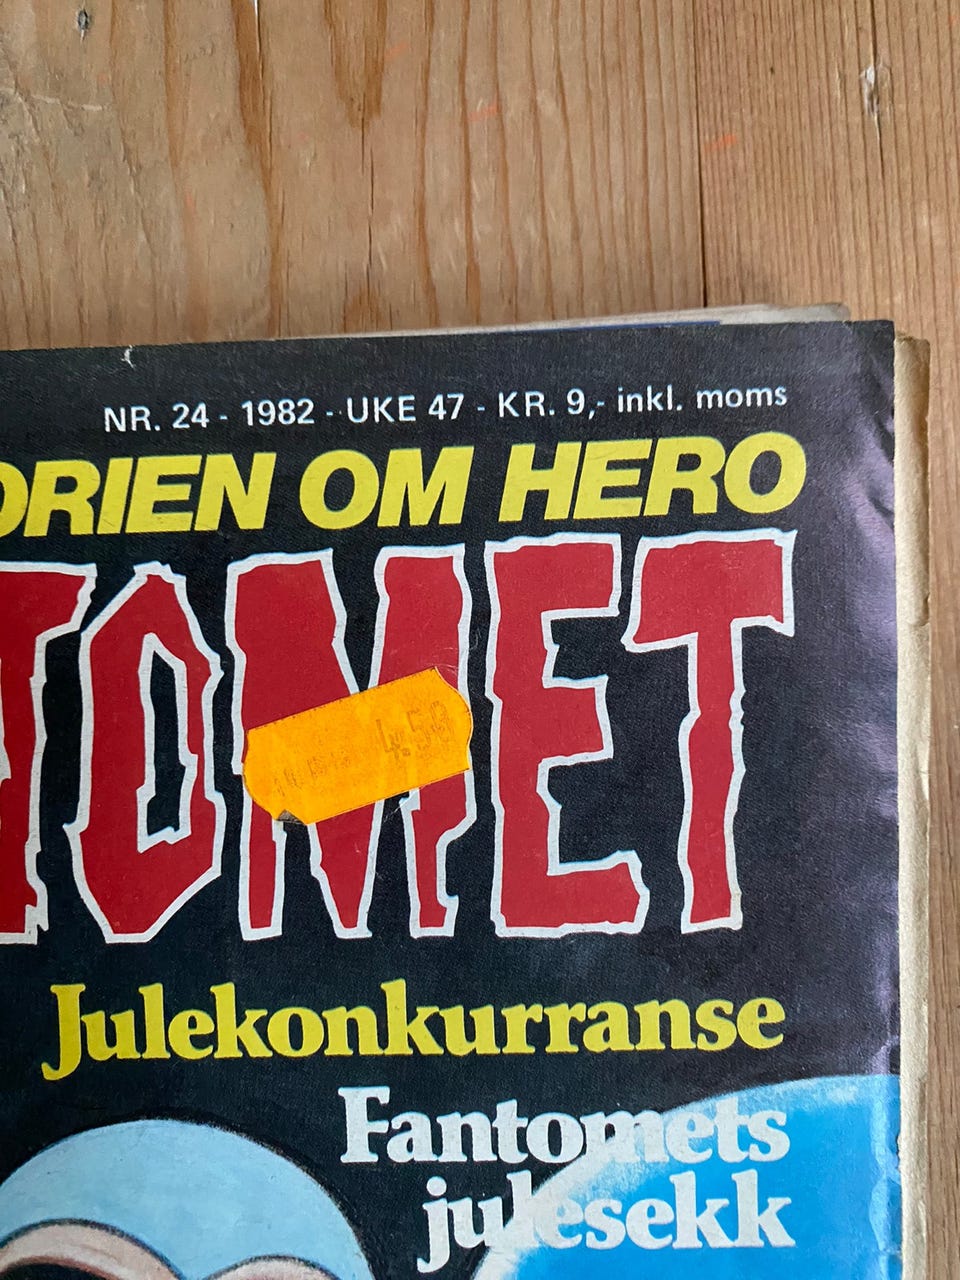 NR. 24 - 1982 - UKE 47 - KR. 9,- inkl. moms
ORIEN OM HERO
TOMET
4.50
Julekonkurranse
Fantomets
julesekk